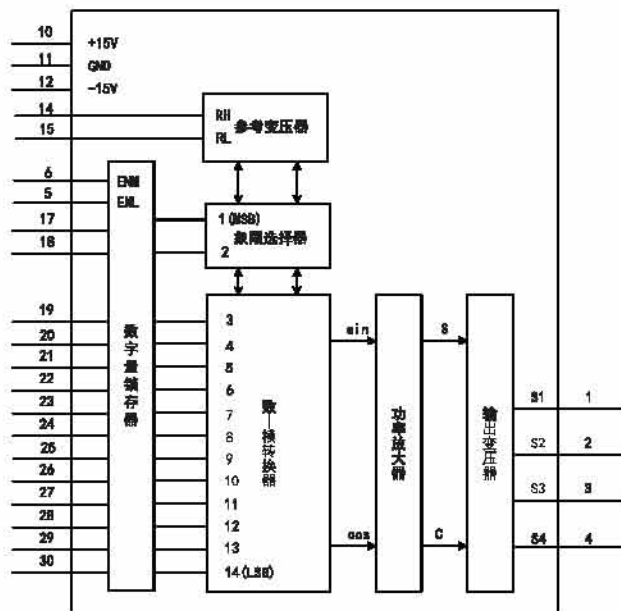 10 +15V
11 GND
12 -15V
14 RH
15 RL
参考变压器
6 ENM
5 ENL
17 1(MSB)
象限选择器
18 2
数字量锁存器
19 3
20 4
21 5
22 6
23 7
24 8
25 9
26 10
27 11
28 12
29 13
30 14(LSB)
数—模转换器
sin
cos
功率放大器
S
C
输出变压器
S1 1
S2 2
S3 3
S4 4